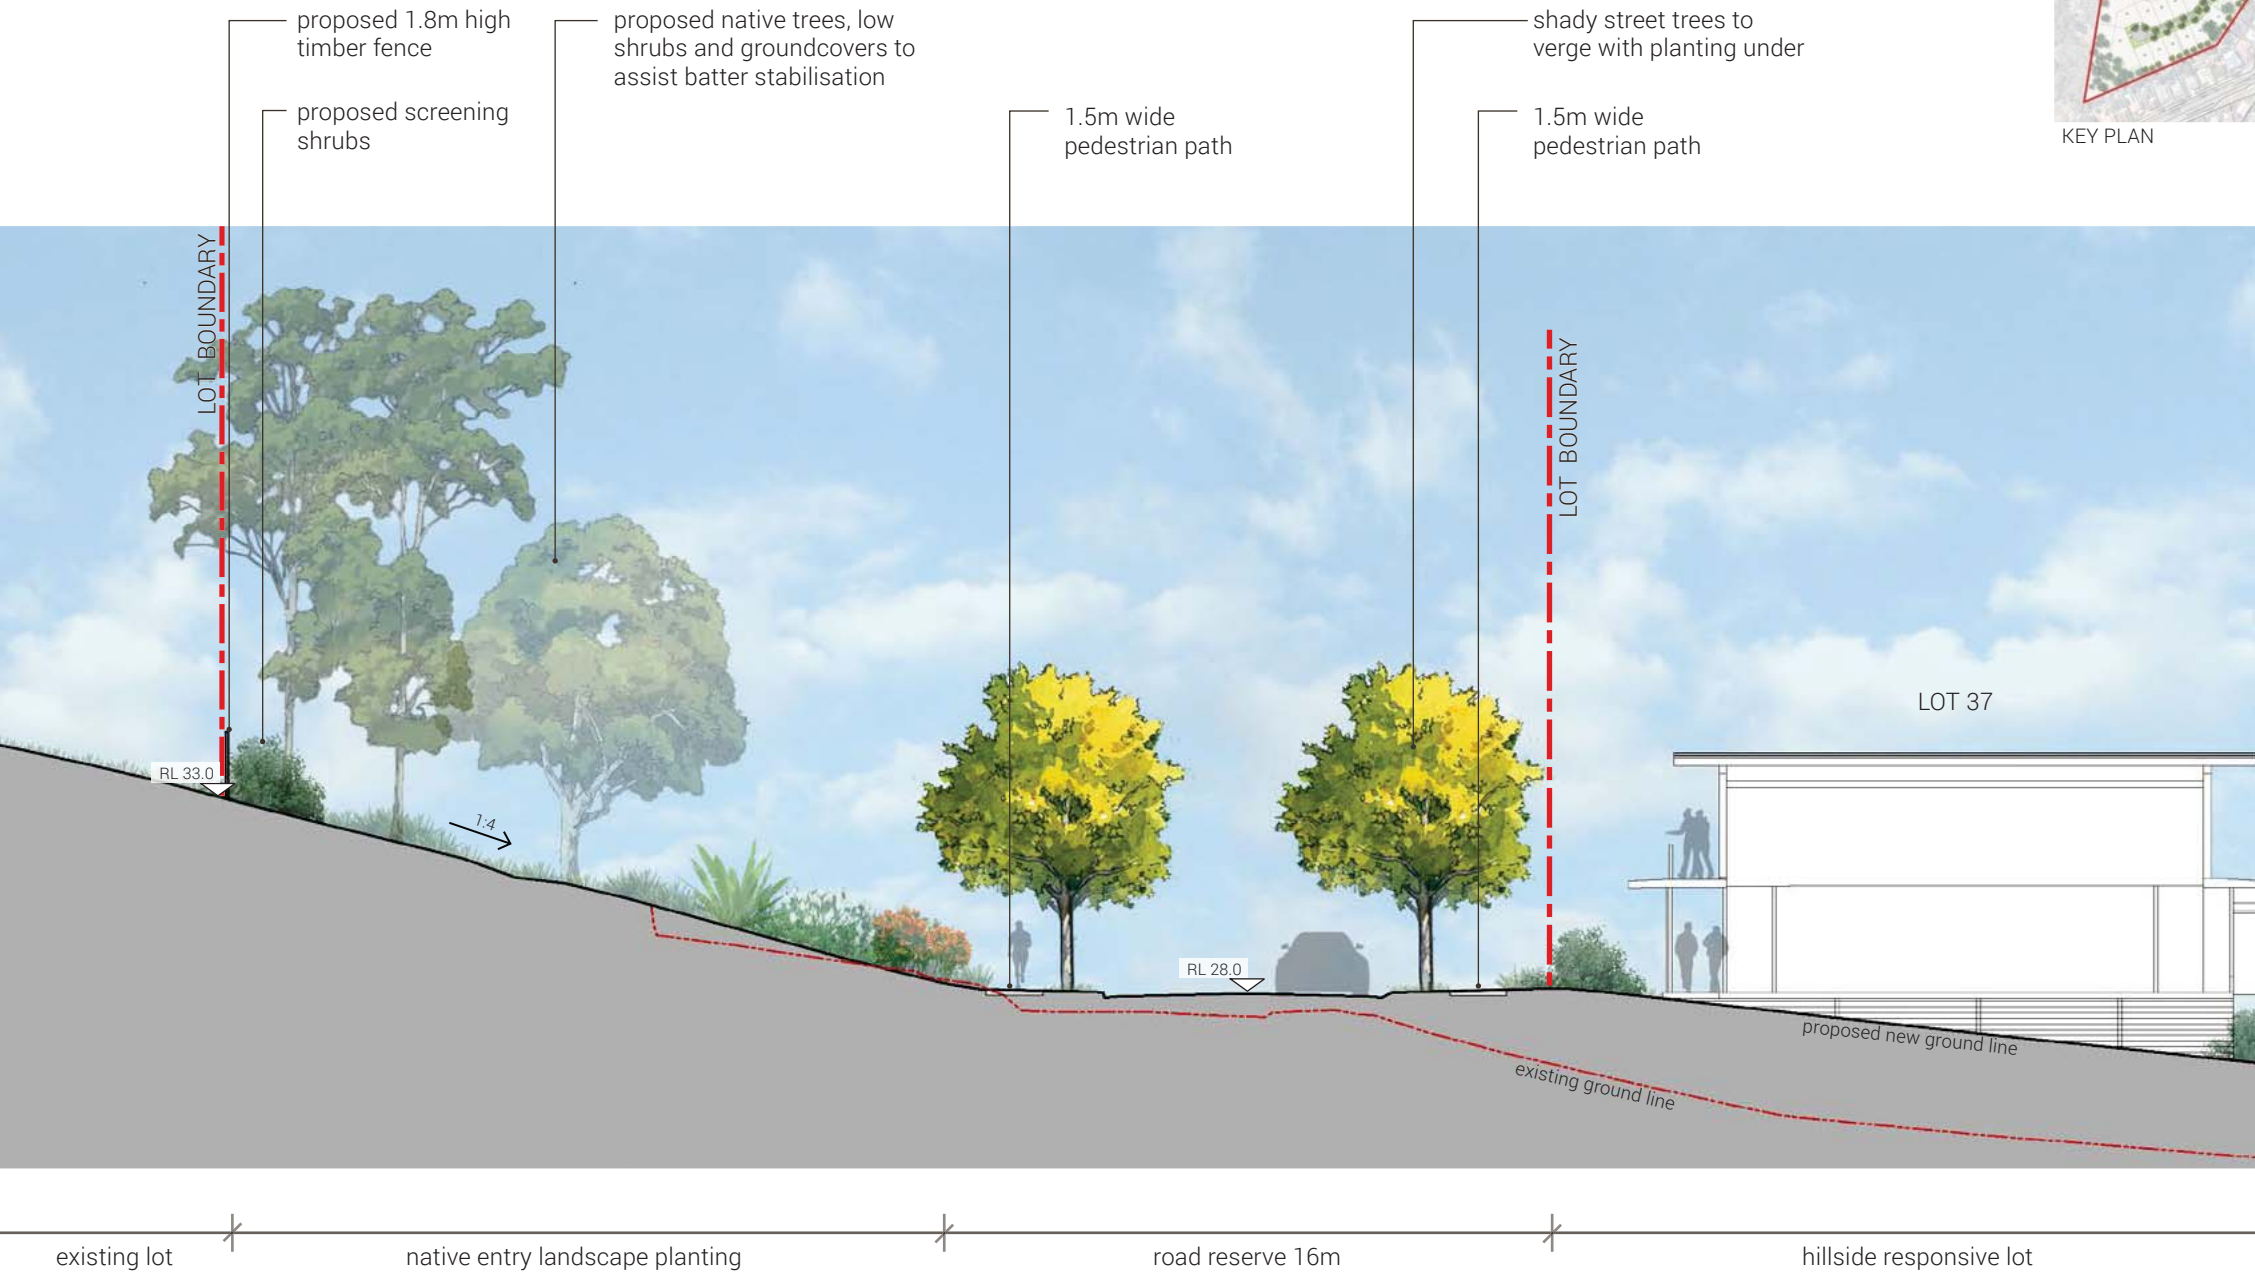 proposed 1.8m high
timber fence
proposed native trees, low
shrubs and groundcovers to
assist batter stabilisation
shady street trees to
verge with planting under
proposed screening
shrubs
1.5m wide
pedestrian path
1.5m wide
pedestrian path
KEY PLAN
LOT BOUNDARY
LOT BOUNDARY
LOT 37
RL 33.0
1:4
RL 28.0
proposed new ground line
existing ground line
existing lot
native entry landscape planting
road reserve 16m
hillside responsive lot